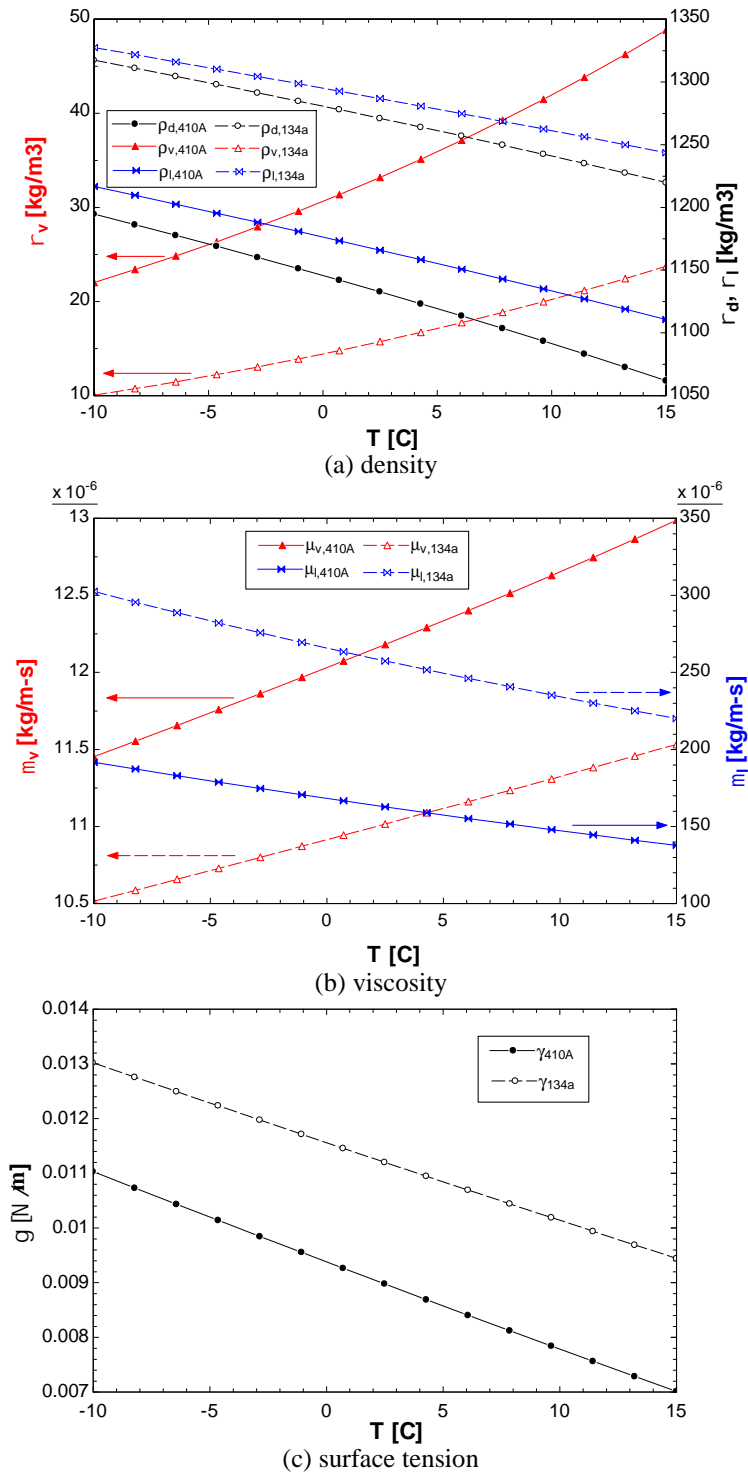 50
40
30
20
10
1350
1300
1250
1200
1150
1100
1050
ρd,410A ρd,134a
ρv,410A ρv,134a
ρl,410A ρl,134a
rv [kg/m3]
rd, rl [kg/m3]
-10 -5 0 5 10 15
T [C]
(a) density
x 10-6 x 10-6
13
12.5
12
11.5
11
10.5
350
300
250
200
150
100
μv,410A μv,134a
μl,410A μl,134a
mv [kg/m-s]
ml [kg/m-s]
-10 -5 0 5 10 15
T [C]
(b) viscosity
0.014
0.013
0.013
0.011
0.01
0.009
0.008
0.007
γ410A
γ134a
g [N/m]
-10 -5 0 5 10 15
T [C]
(c) surface tension